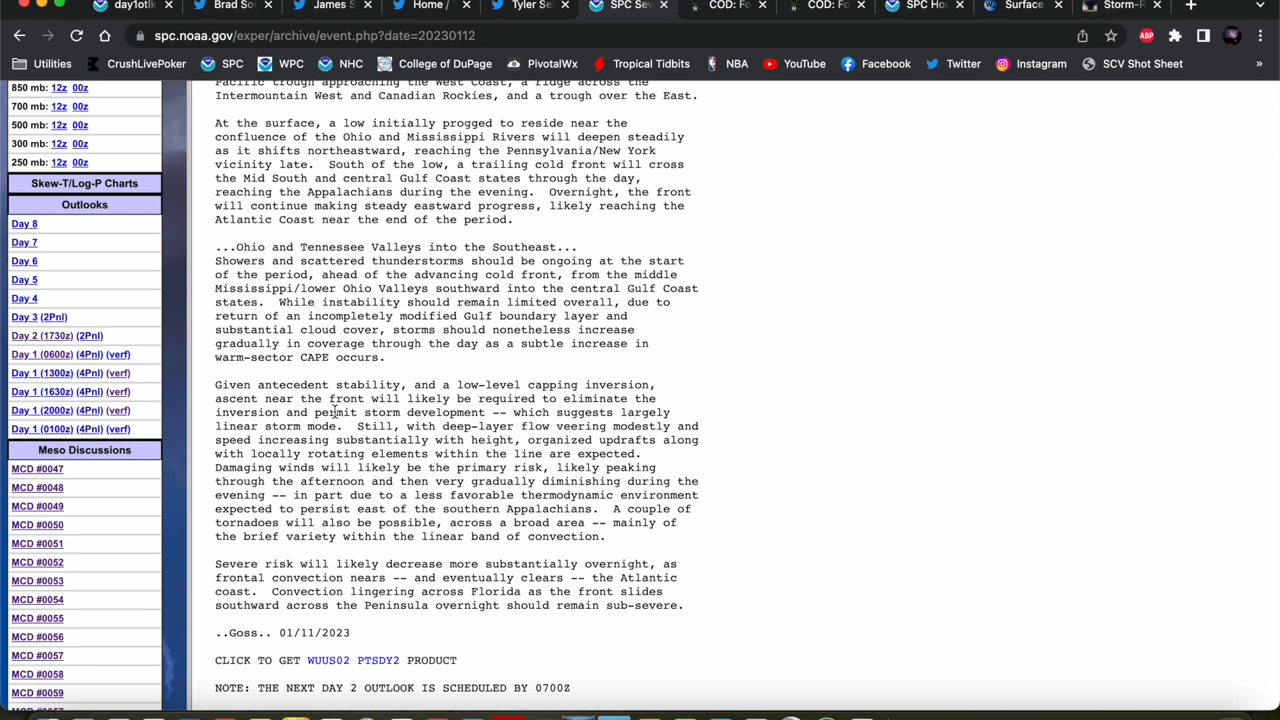 day1otlk
Brad So
James S
Home /
Tyler Se
SPC Sev
COD: Fo
COD: Fo
SPC Ho
Surface
Storm-R
spc.noaa.gov/exper/archive/event.php?date=20230112
ABP
Utilities
CrushLivePoker
SPC
WPC
NHC
College of DuPage
PivotalWx
Tropical Tidbits
NBA
YouTube
Facebook
Twitter
Instagram
SCV Shot Sheet
»
850 mb: 12z 00z
700 mb: 12z 00z
500 mb: 12z 00z
300 mb: 12z 00z
250 mb: 12z 00z
Skew-T/Log-P Charts
Outlooks
Day 8
Day 7
Day 6
Day 5
Day 4
Day 3 (2Pnl)
Day 2 (1730z) (2Pnl)
Day 1 (0600z) (4Pnl) (verf)
Day 1 (1300z) (4Pnl) (verf)
Day 1 (1630z) (4Pnl) (verf)
Day 1 (2000z) (4Pnl) (verf)
Day 1 (0100z) (4Pnl) (verf)
Meso Discussions
MCD #0047
MCD #0048
MCD #0049
MCD #0050
MCD #0051
MCD #0052
MCD #0053
MCD #0054
MCD #0055
MCD #0056
MCD #0057
MCD #0058
MCD #0059
Pacific trough approaching the West Coast, a ridge across the
Intermountain West and Canadian Rockies, and a trough over the East.
At the surface, a low initially progged to reside near the
confluence of the Ohio and Mississippi Rivers will deepen steadily
as it shifts northeastward, reaching the Pennsylvania/New York
vicinity late.  South of the low, a trailing cold front will cross
the Mid South and central Gulf Coast states through the day,
reaching the Appalachians during the evening.  Overnight, the front
will continue making steady eastward progress, likely reaching the
Atlantic Coast near the end of the period.
...Ohio and Tennessee Valleys into the Southeast...
Showers and scattered thunderstorms should be ongoing at the start
of the period, ahead of the advancing cold front, from the middle
Mississippi/lower Ohio Valleys southward into the central Gulf Coast
states.  While instability should remain limited overall, due to
return of an incompletely modified Gulf boundary layer and
substantial cloud cover, storms should nonetheless increase
gradually in coverage through the day as a subtle increase in
warm-sector CAPE occurs.
Given antecedent stability, and a low-level capping inversion,
ascent near the front will likely be required to eliminate the
inversion and permit storm development -- which suggests largely
linear storm mode.  Still, with deep-layer flow veering modestly and
speed increasing substantially with height, organized updrafts along
with locally rotating elements within the line are expected.
Damaging winds will likely be the primary risk, likely peaking
through the afternoon and then very gradually diminishing during the
evening -- in part due to a less favorable thermodynamic environment
expected to persist east of the southern Appalachians.  A couple of
tornadoes will also be possible, across a broad area -- mainly of
the brief variety within the linear band of convection.
Severe risk will likely decrease more substantially overnight, as
frontal convection nears -- and eventually clears -- the Atlantic
coast.  Convection lingering across Florida as the front slides
southward across the Peninsula overnight should remain sub-severe.
..Goss.. 01/11/2023
CLICK TO GET WUUS02 PTSDY2 PRODUCT
NOTE: THE NEXT DAY 2 OUTLOOK IS SCHEDULED BY 0700Z